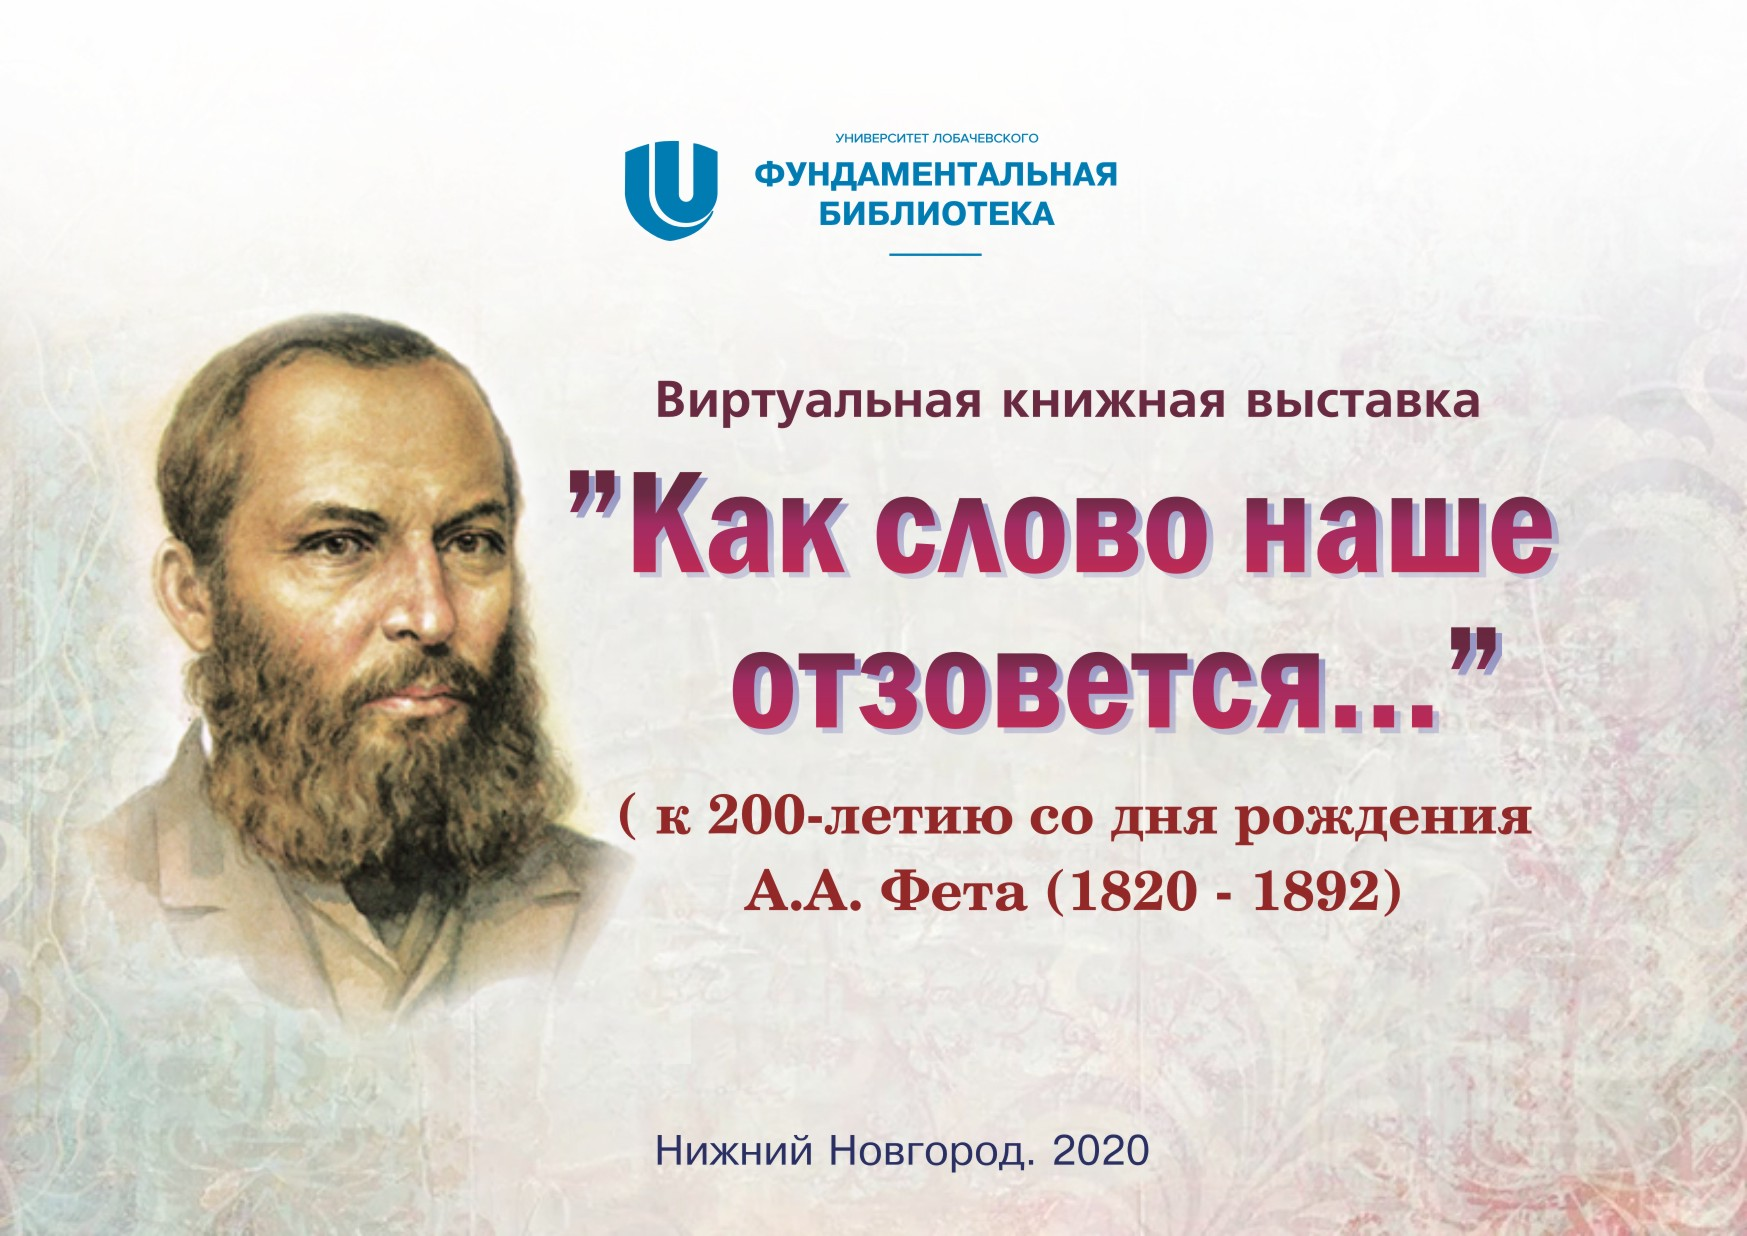 УНИВЕРСИТЕТ ЛОБАЧЕВСКОГО
ФУНДАМЕНТАЛЬНАЯ
БИБЛИОТЕКА
Виртуальная книжная выставка
”Как слово наше
отзовется...”
( к 200-летию со дня рождения
А.А. Фета (1820 - 1892)
Нижний Новгород. 2020